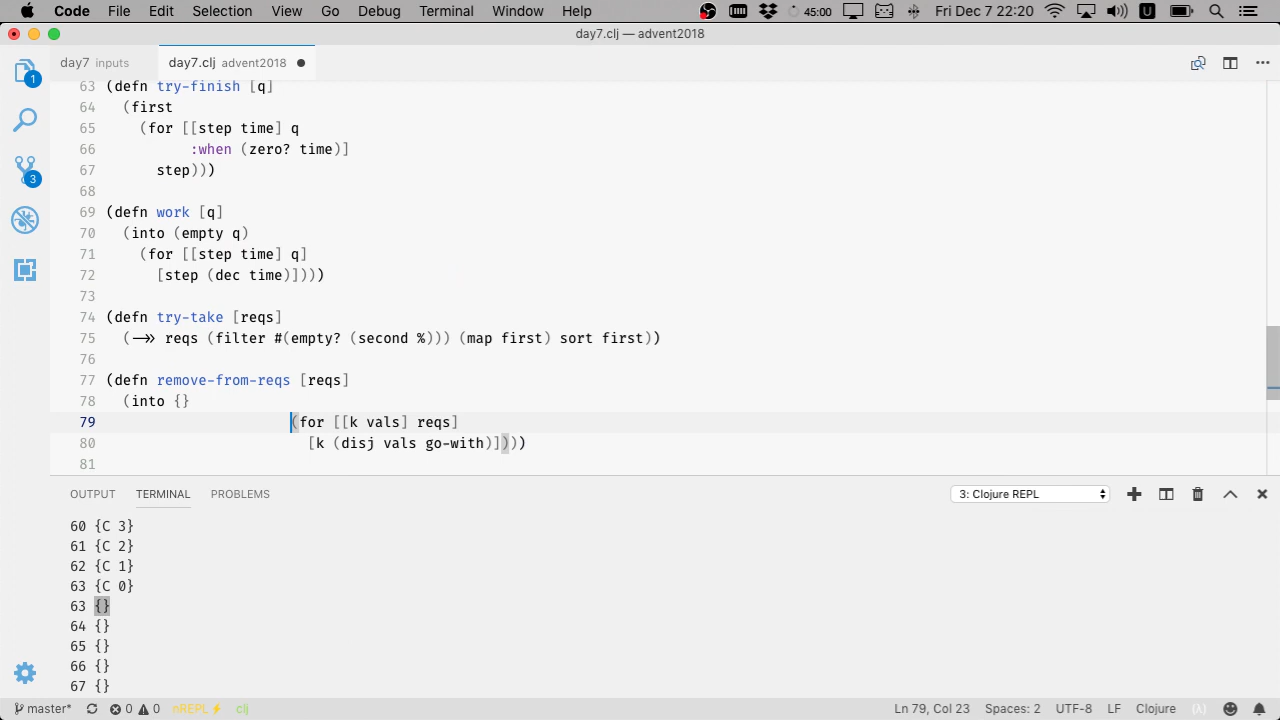 Code File Edit Selection View Go Debug Terminal Window Help 45:00 U Fri Dec 7 22:20
day7.clj — advent2018
day7 inputs day7.clj advent2018
63 (defn try-finish [q]
64 (first
65 (for [[step time] q
66 :when (zero? time)]
67 step)))
68
69 (defn work [q]
70 (into (empty q)
71 (for [[step time] q]
72 [step (dec time)])))
73
74 (defn try-take [reqs]
75 (->> reqs (filter #(empty? (second %))) (map first) sort first))
76
77 (defn remove-from-reqs [reqs]
78 (into {}
79 (for [[k vals] reqs]
80 [k (disj vals go-with)])))
81
1
3
OUTPUT TERMINAL PROBLEMS 3: Clojure REPL
60 {C 3}
61 {C 2}
62 {C 1}
63 {C 0}
63 {}
64 {}
65 {}
66 {}
67 {}
master* 0 0 nREPL clj Ln 79, Col 23 Spaces: 2 UTF-8 LF Clojure (λ)